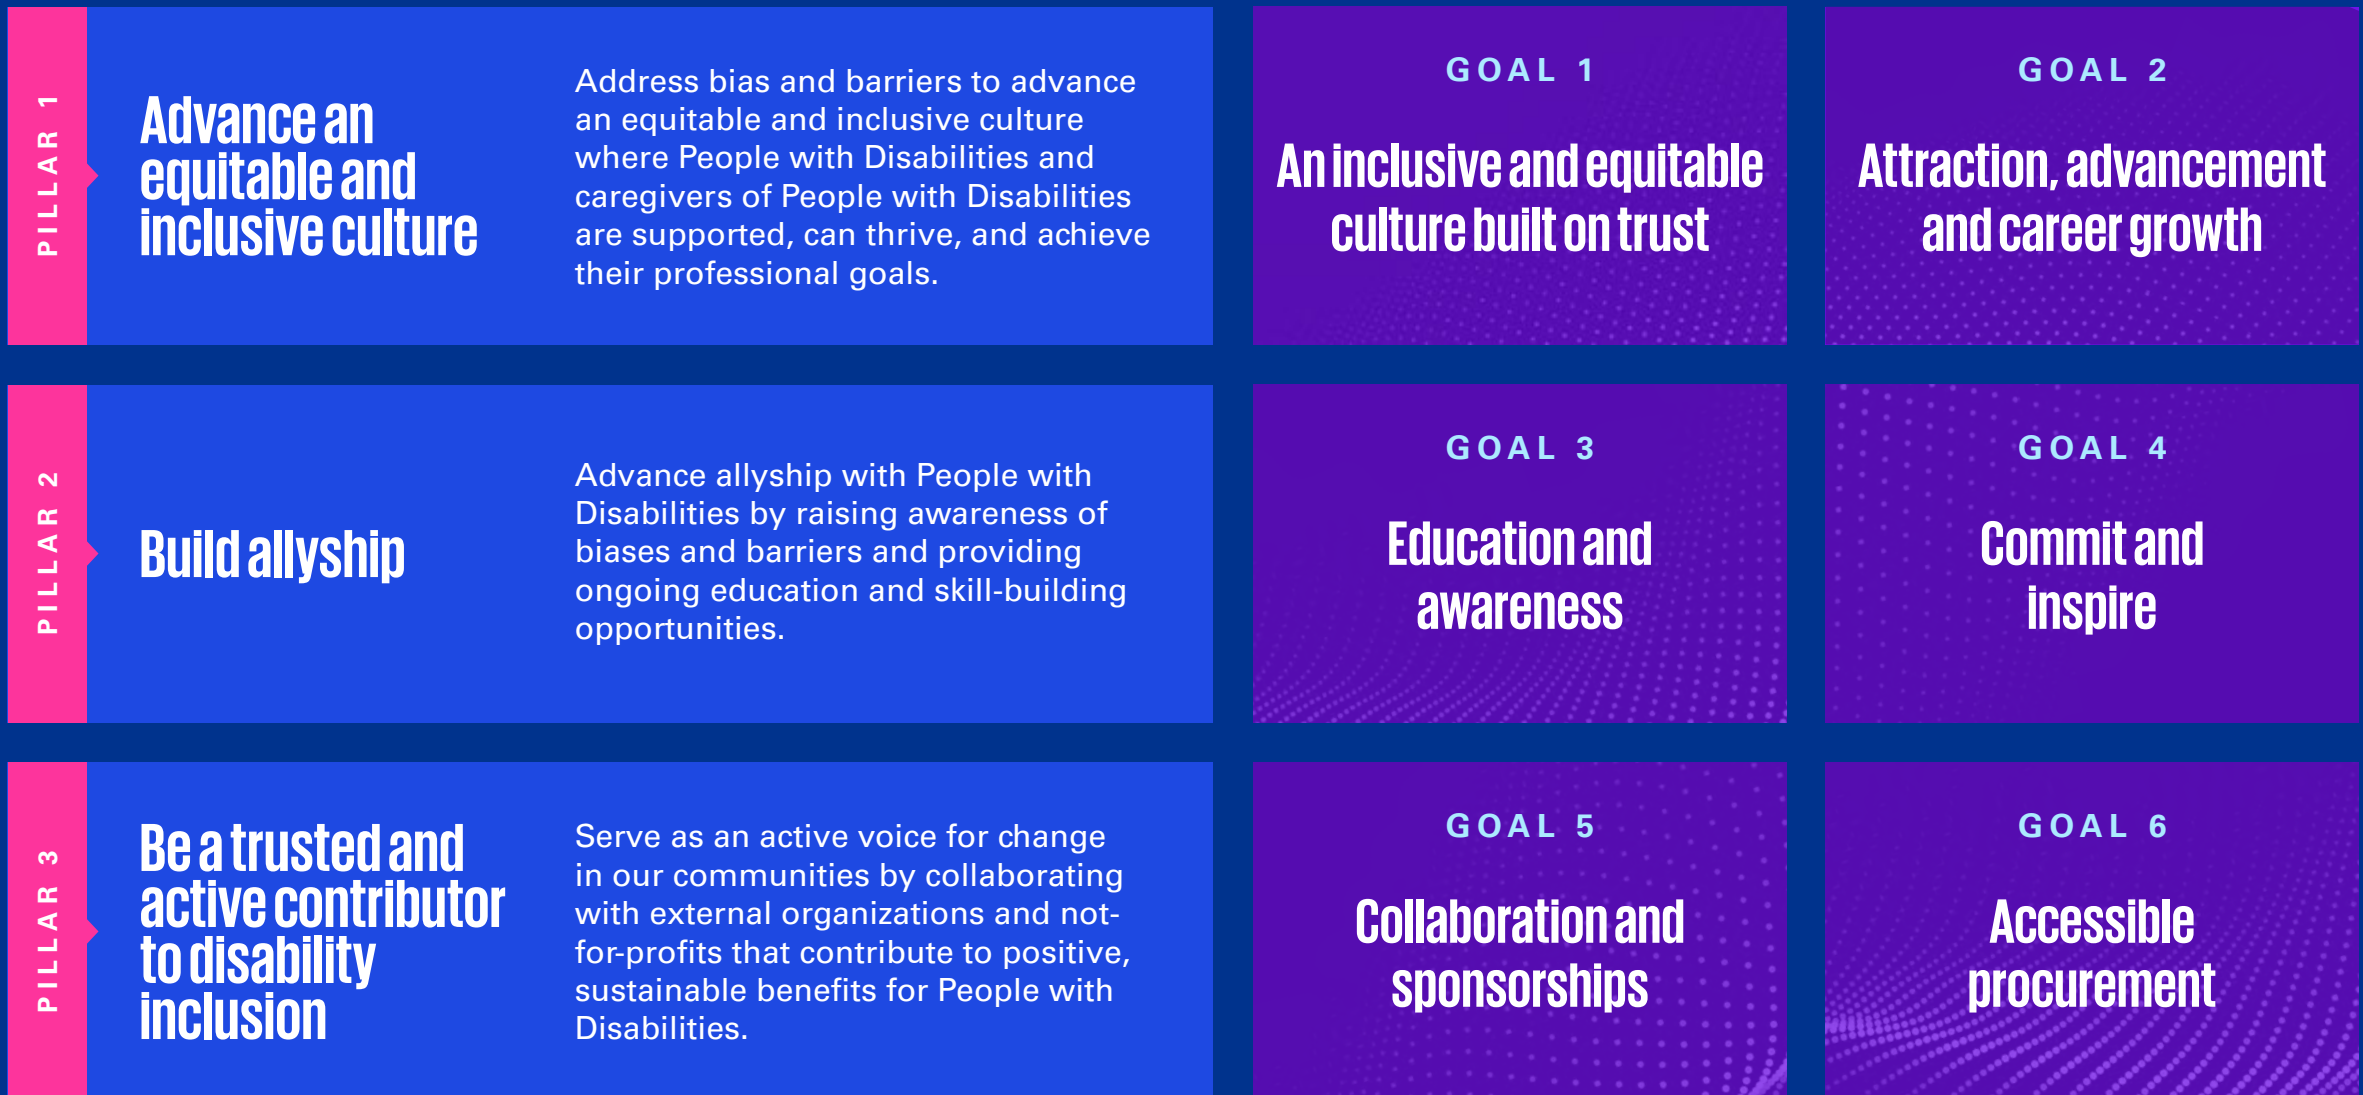 PILLAR 1
Advance an
equitable and
inclusive culture
Address bias and barriers to advance
an equitable and inclusive culture
where People with Disabilities and
caregivers of People with Disabilities
are supported, can thrive, and achieve
their professional goals.
GOAL 1
An inclusive and equitable
culture built on trust
GOAL 2
Attraction, advancement
and career growth
PILLAR 2
Build allyship
Advance allyship with People with
Disabilities by raising awareness of
biases and barriers and providing
ongoing education and skill-building
opportunities.
GOAL 3
Education and
awareness
GOAL 4
Commit and
inspire
PILLAR 3
Be a trusted and
active contributor
to disability
inclusion
Serve as an active voice for change
in our communities by collaborating
with external organizations and not-
for-profits that contribute to positive,
sustainable benefits for People with
Disabilities.
GOAL 5
Collaboration and
sponsorships
GOAL 6
Accessible
procurement